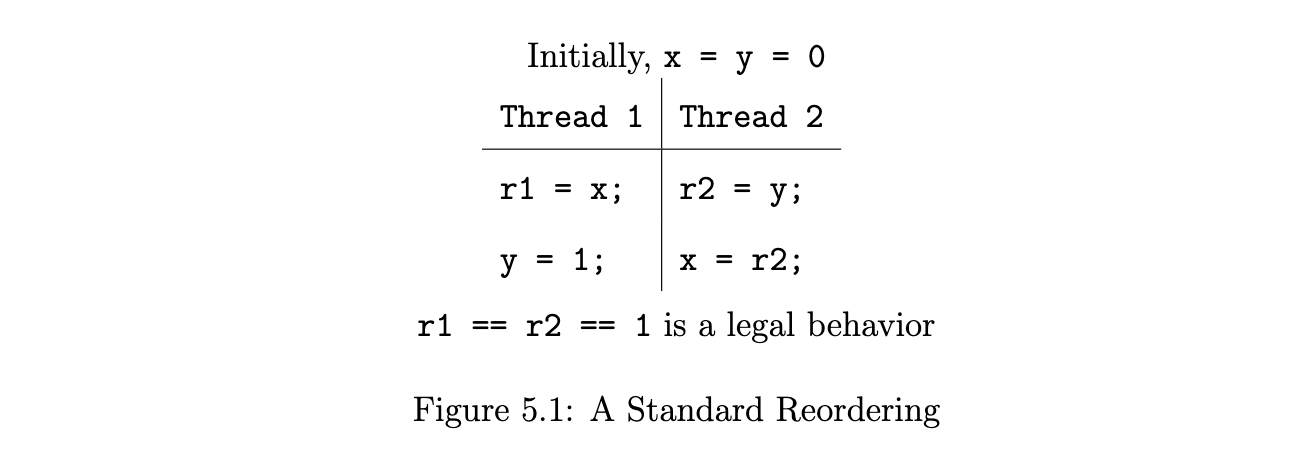 Initially, x = y = 0
Thread 1 Thread 2
r1 = x; r2 = y;
y = 1; x = r2;
r1 == r2 == 1 is a legal behavior
Figure 5.1: A Standard Reordering